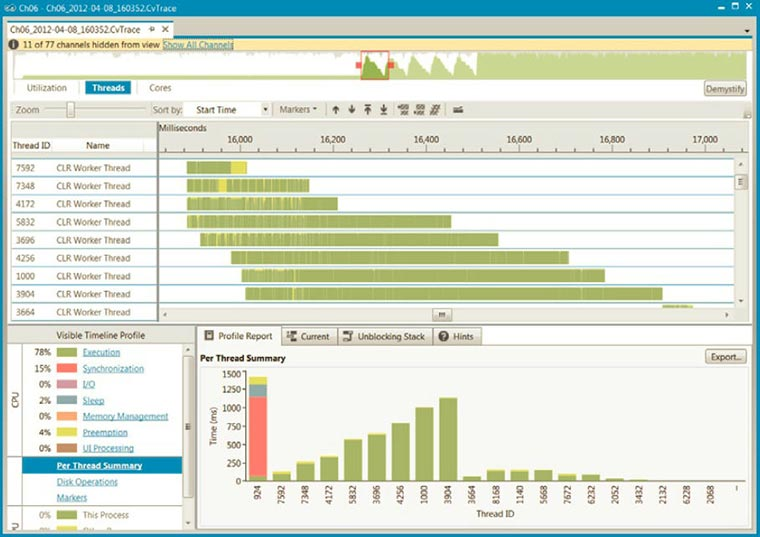 Ch06 - Ch06_2012-04-08_160352.CvTrace
Ch06_2012-04-08_160352.CvTrace
11 of 77 channels hidden from view Show All Channels
Utilization Threads Cores Demystify
Zoom Sort by: Start Time Markers
Milliseconds
Thread ID Name 16,000 16,200 16,400 16,600 16,800 17,000
7592 CLR Worker Thread
7348 CLR Worker Thread
4172 CLR Worker Thread
5832 CLR Worker Thread
3696 CLR Worker Thread
4256 CLR Worker Thread
1000 CLR Worker Thread
3904 CLR Worker Thread
3664 CLR Worker Thread
Visible Timeline Profile
CPU
78% Execution
15% Synchronization
0% I/O
2% Sleep
0% Memory Management
4% Preemption
0% UI Processing
Per Thread Summary
Disk Operations
Markers
0% This Process
Profile Report Current Unblocking Stack Hints
Per Thread Summary Export...
Time (ms)
1500
1250
1000
750
500
250
0
924 7592 7348 4172 5832 3696 4256 1000 3904 3664 8168 1140 5668 7672 6232 2052 3432 2132 6228 2068
Thread ID